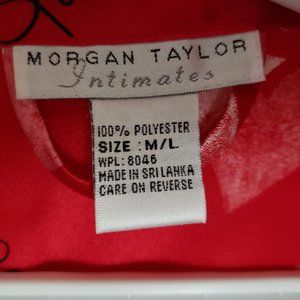 MORGAN TAYLOR
Intimates
100% POLYESTER
SIZE : M/L
WPL: 8046
MADE IN SRI LANKA
CARE ON REVERSE